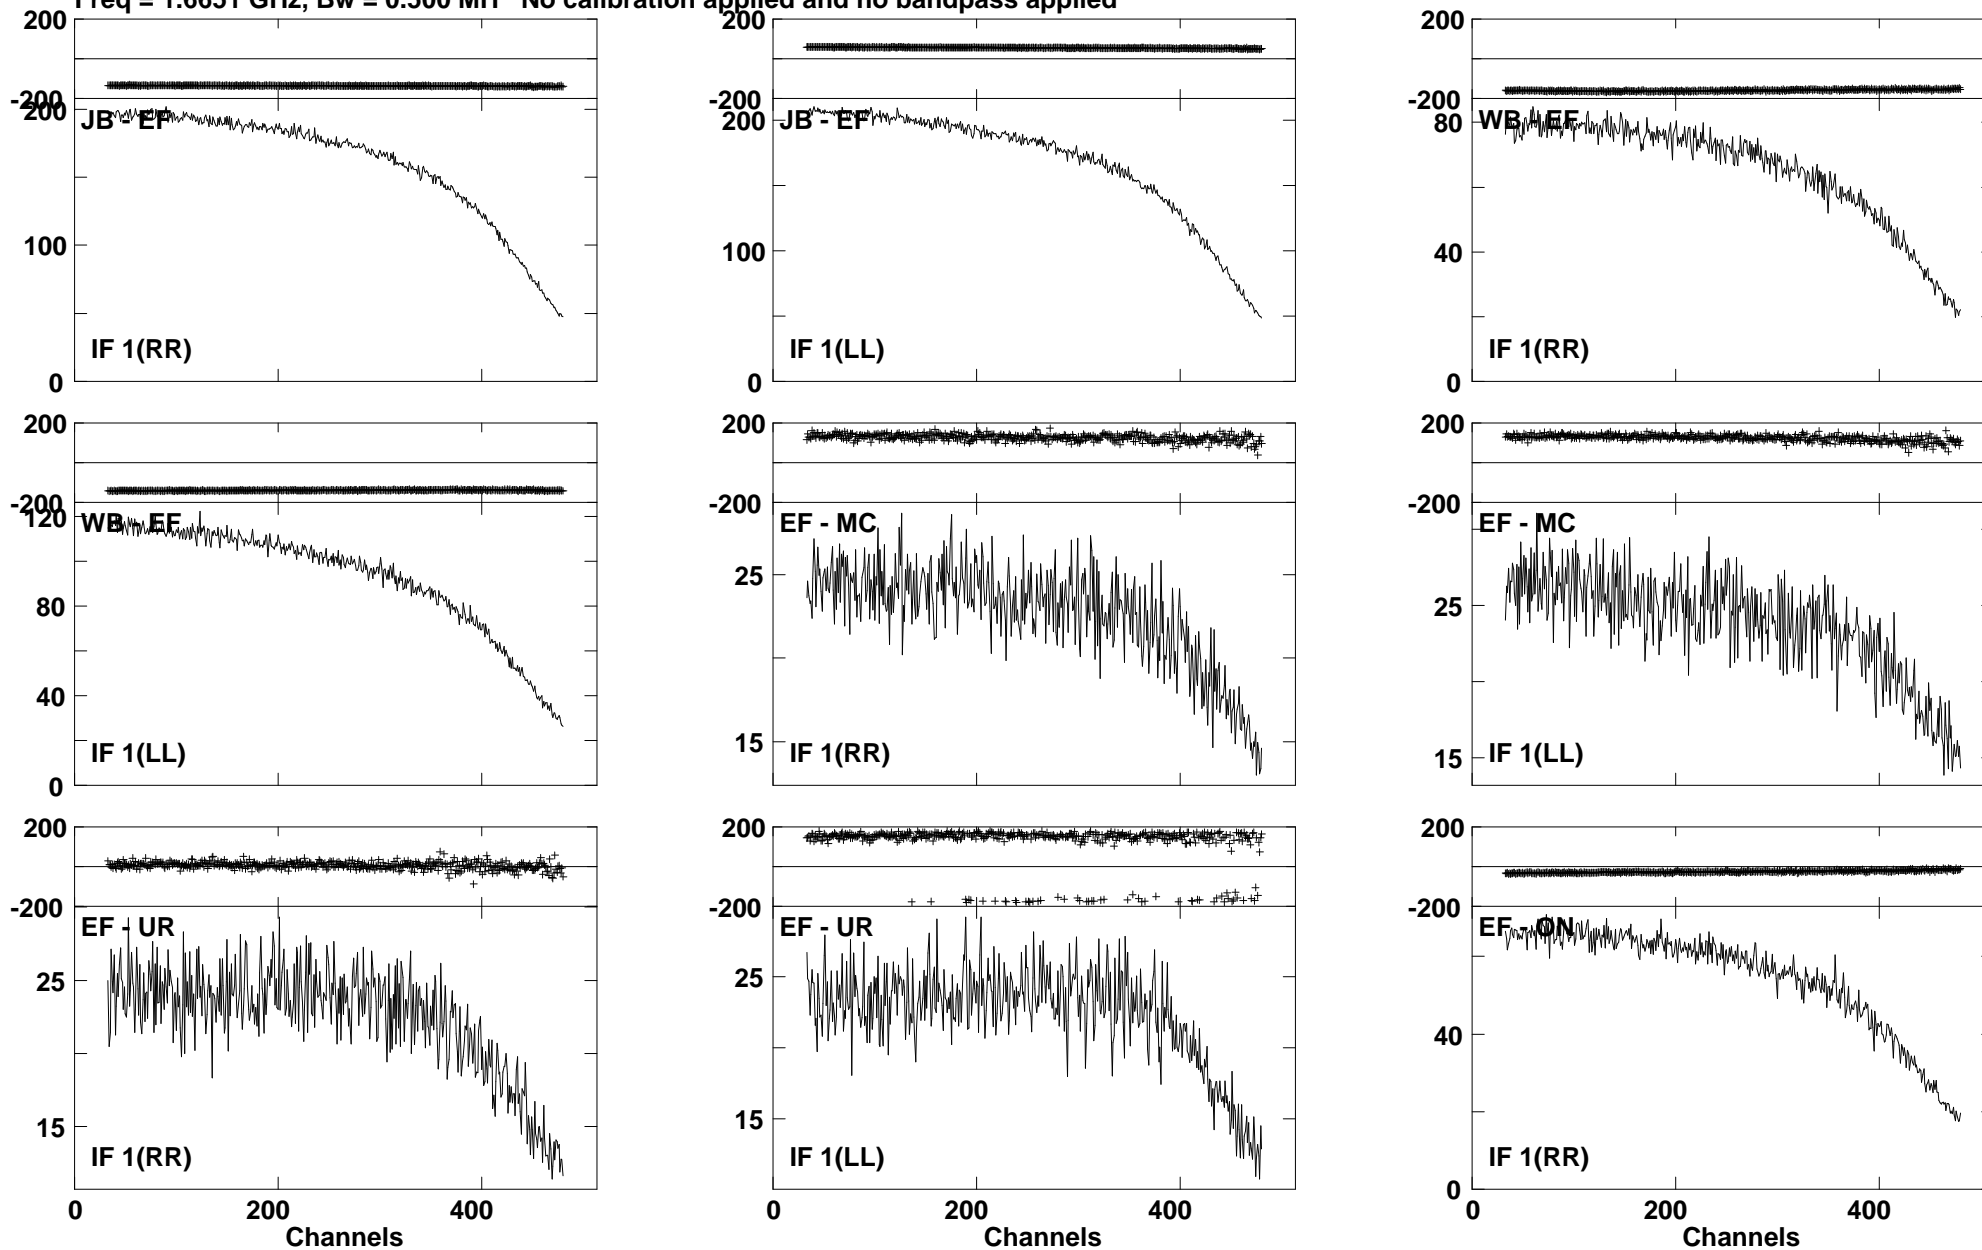 Freq = 1.6651 GHz, Bw = 0.500 MH No calibration applied and no bandpass applied
200
-200
200
100
0
JB - EF
IF 1(RR)
200
-200
200
100
0
JB - EF
IF 1(LL)
200
-200
80
40
0
WB - EF
IF 1(RR)
200
-200
120
80
40
0
WB - EF
IF 1(LL)
200
-200
25
15
EF - MC
IF 1(RR)
200
-200
25
15
EF - MC
IF 1(LL)
200
-200
25
15
EF - UR
IF 1(RR)
0 200 400
Channels
200
-200
25
15
EF - UR
IF 1(LL)
0 200 400
Channels
200
-200
40
0
EF - ON
IF 1(RR)
0 200 400
Channels